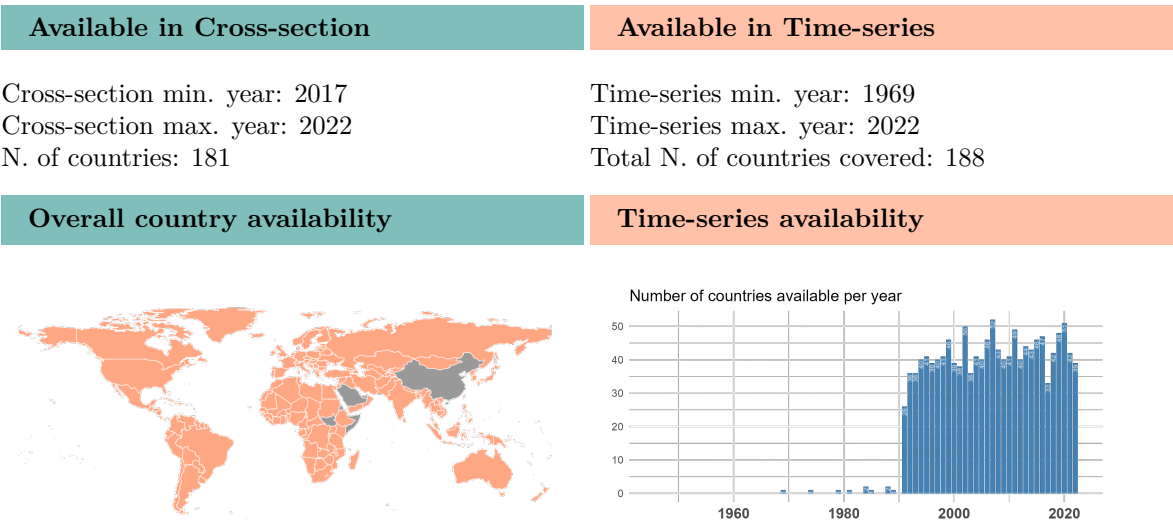 Available in Cross-section
Available in Time-series
Cross-section min. year: 2017
Cross-section max. year: 2022
N. of countries: 181
Time-series min. year: 1969
Time-series max. year: 2022
Total N. of countries covered: 188
Overall country availability
Time-series availability
Number of countries available per year
50
40
30
20
10
0
1960
1980
2000
2020